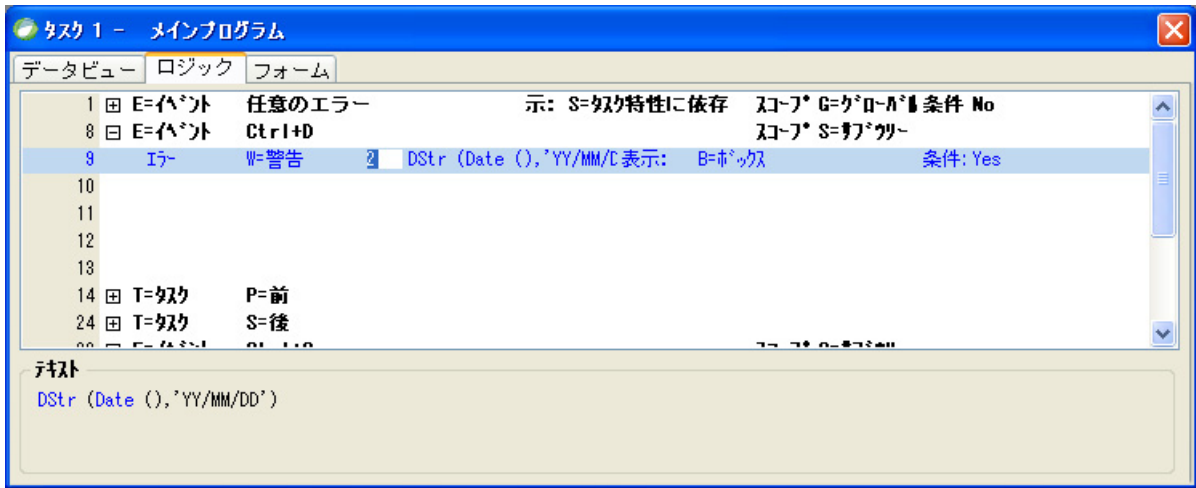 タスク 1 - メインプログラム
データビュー ロジック フォーム
1 E=ｲﾍﾞﾝﾄ 任意のエラー 示: S=ﾀｽｸ特性に依存 ｽｺｰﾌﾟ G=ｸﾞﾛｰﾊﾞﾙ 条件 No
8 E=ｲﾍﾞﾝﾄ Ctrl+D ｽｺｰﾌﾟ S=ｻﾌﾞﾂﾘｰ
9 ｴﾗｰ W=警告 2 DStr (Date (),'YY/MM/D 表示: B=ﾎﾞｯｸｽ 条件: Yes
10
11
12
13
14 T=ﾀｽｸ P=前
24 T=ﾀｽｸ S=後
ﾃｷｽﾄ
DStr (Date (),'YY/MM/DD')